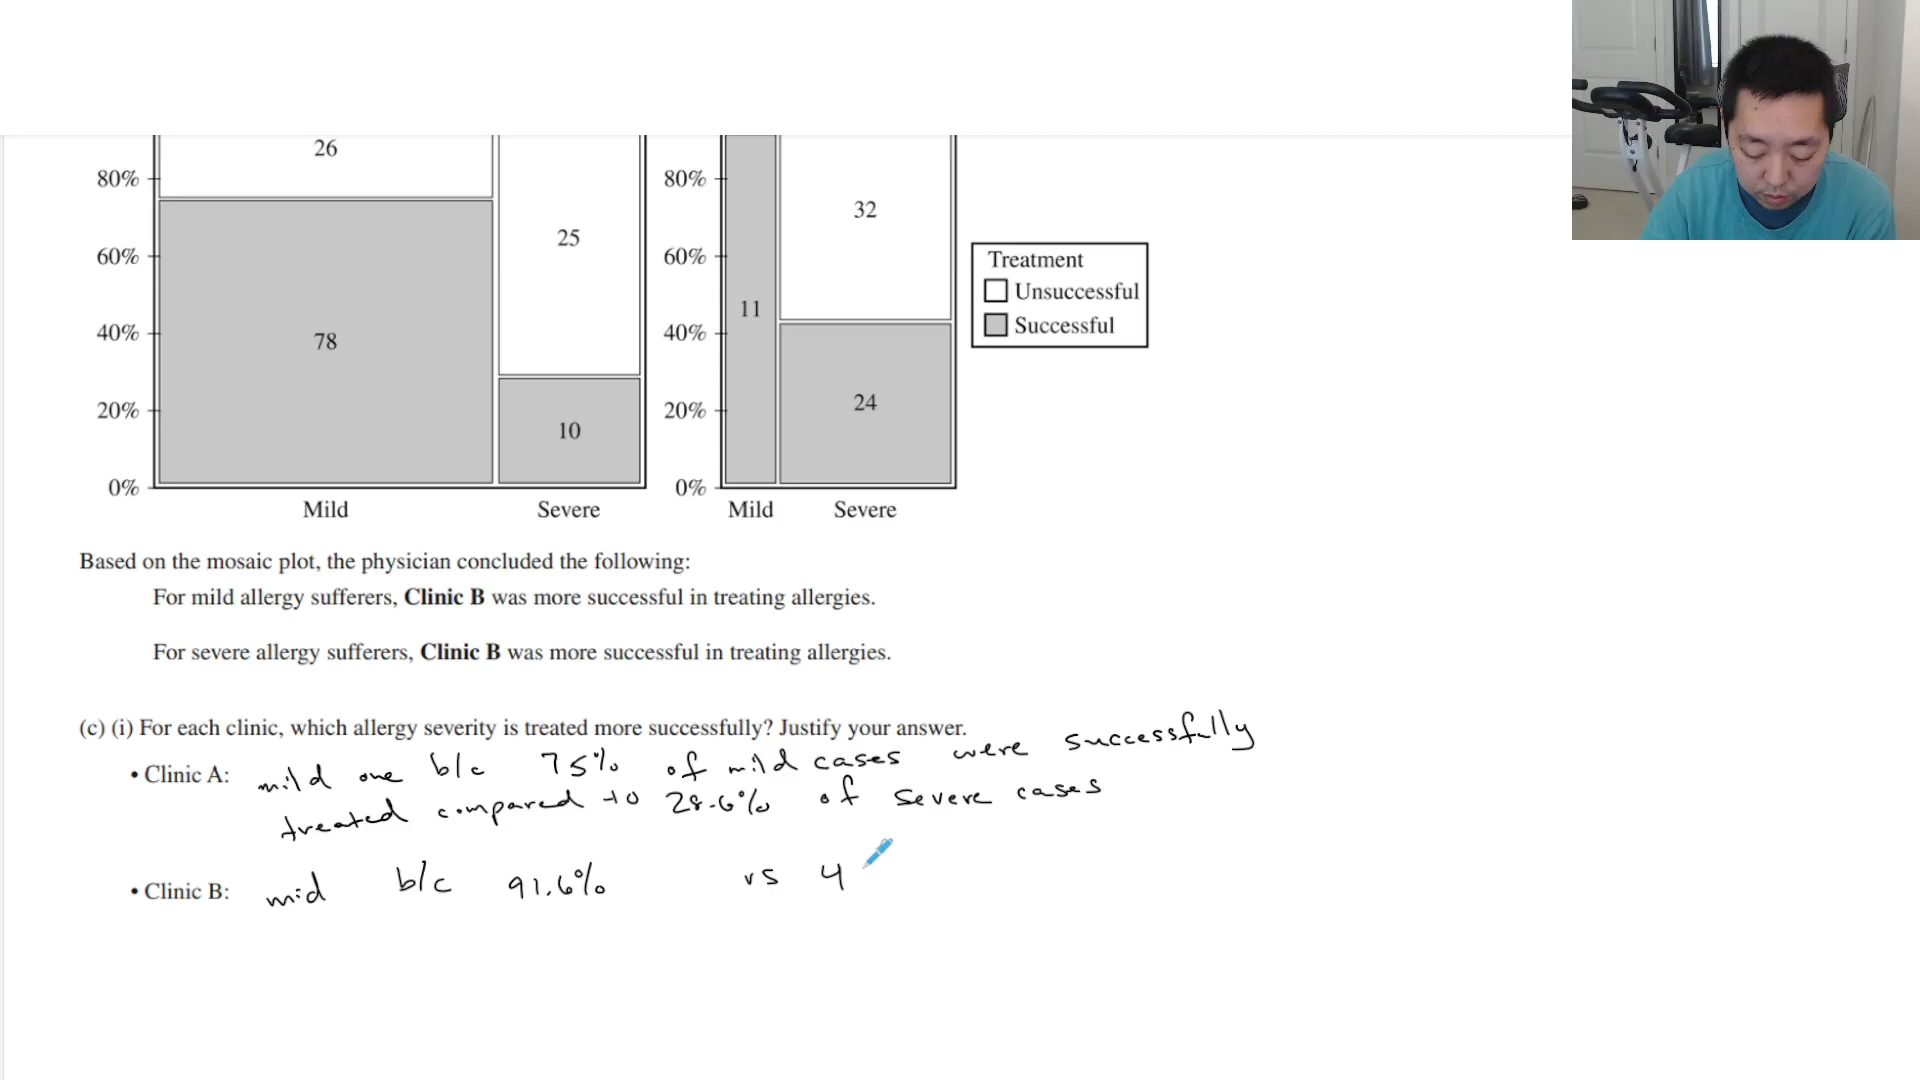 26
80%
25
60%
40%
78
20%
10
0%
Mild Severe
80%
32
60%
11
40%
24
20%
0%
Mild Severe
Treatment
Unsuccessful
Successful
Based on the mosaic plot, the physician concluded the following:
For mild allergy sufferers, Clinic B was more successful in treating allergies.
For severe allergy sufferers, Clinic B was more successful in treating allergies.
(c) (i) For each clinic, which allergy severity is treated more successfully? Justify your answer.
• Clinic A: mild one b/c 75% of mild cases were successfully
treated compared to 28.6% of severe cases
• Clinic B: mid b/c 91.6% vs 4